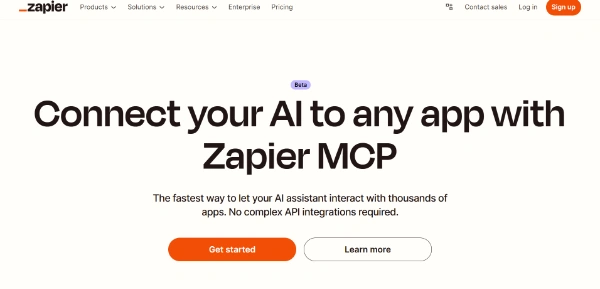 _zapier Products Solutions Resources Enterprise Pricing Contact sales Log in Sign up
Beta
Connect your AI to any app with
Zapier MCP
The fastest way to let your AI assistant interact with thousands of
apps. No complex API integrations required.
Get started Learn more